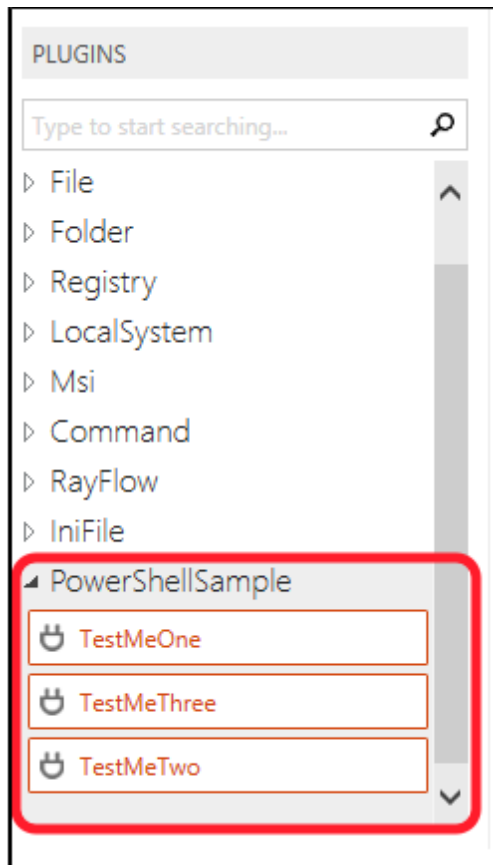 PLUGINS
Type to start searching...
File
Folder
Registry
LocalSystem
Msi
Command
RayFlow
IniFile
PowerShellSample
TestMeOne
TestMeThree
TestMeTwo